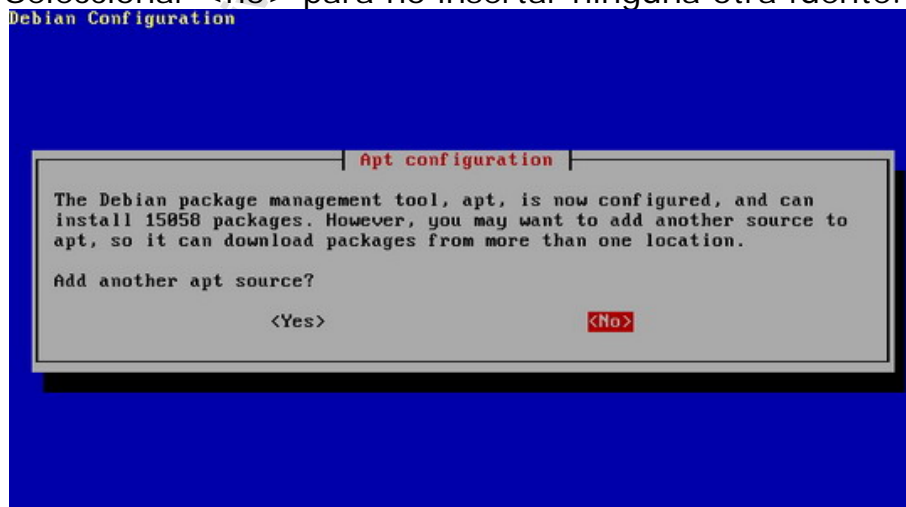 Seleccionar <no> para no insertar ninguna otra fuente.
Debian Configuration
Apt configuration
The Debian package management tool, apt, is now configured, and can
install 15058 packages. However, you may want to add another source to
apt, so it can download packages from more than one location.
Add another apt source?
<Yes> <No>